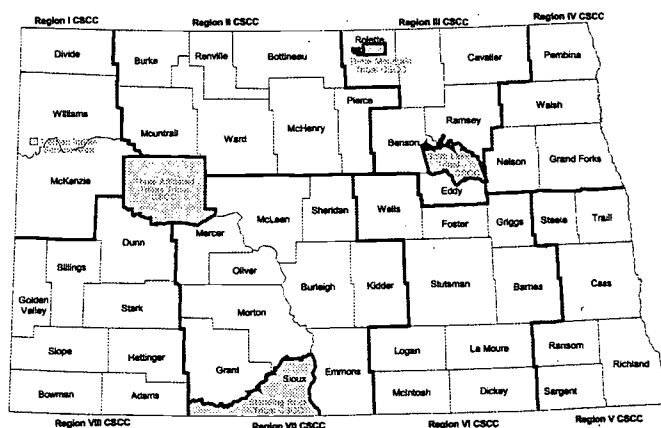 Region I CSCC
Region II CSCC
Region III CSCC
Region IV CSCC
Divide
Burke
Renville
Bottineau
Rolette
Cavalier
Pembina
Williams
Mountrail
Ward
McHenry
Pierce
Benson
Ramsey
Walsh
Nelson
Grand Forks
McKenzie
Eddy
Dunn
Mercer
McLean
Sheridan
Wells
Foster
Griggs
Steele
Traill
Billings
Golden
Valley
Stark
Oliver
Burleigh
Kidder
Stutsman
Barnes
Cass
Morton
Slope
Hettinger
Grant
Sioux
Emmons
Logan
La Moure
Ransom
Richland
Bowman
Adams
McIntosh
Dickey
Sargent
Region VIII CSCC
Region VII CSCC
Region VI CSCC
Region V CSCC